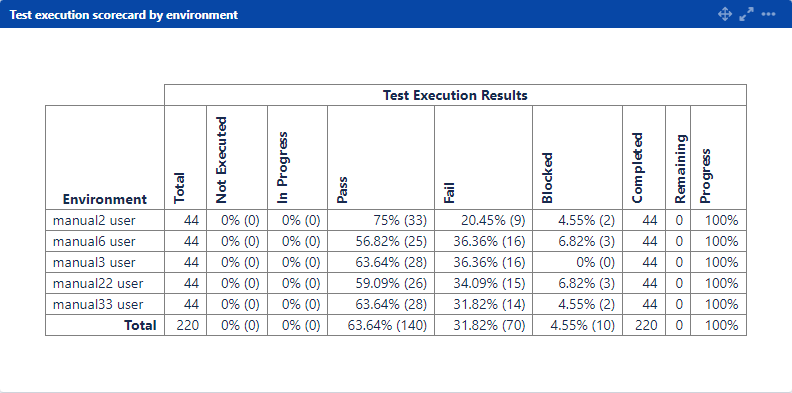 Test execution scorecard by environment
Test Execution Results
Environment Total Not Executed In Progress Pass Fail Blocked Completed Remaining Progress
manual2 user 44 0% (0) 0% (0) 75% (33) 20.45% (9) 4.55% (2) 44 0 100%
manual6 user 44 0% (0) 0% (0) 56.82% (25) 36.36% (16) 6.82% (3) 44 0 100%
manual3 user 44 0% (0) 0% (0) 63.64% (28) 36.36% (16) 0% (0) 44 0 100%
manual22 user 44 0% (0) 0% (0) 59.09% (26) 34.09% (15) 6.82% (3) 44 0 100%
manual33 user 44 0% (0) 0% (0) 63.64% (28) 31.82% (14) 4.55% (2) 44 0 100%
Total 220 0% (0) 0% (0) 63.64% (140) 31.82% (70) 4.55% (10) 220 0 100%